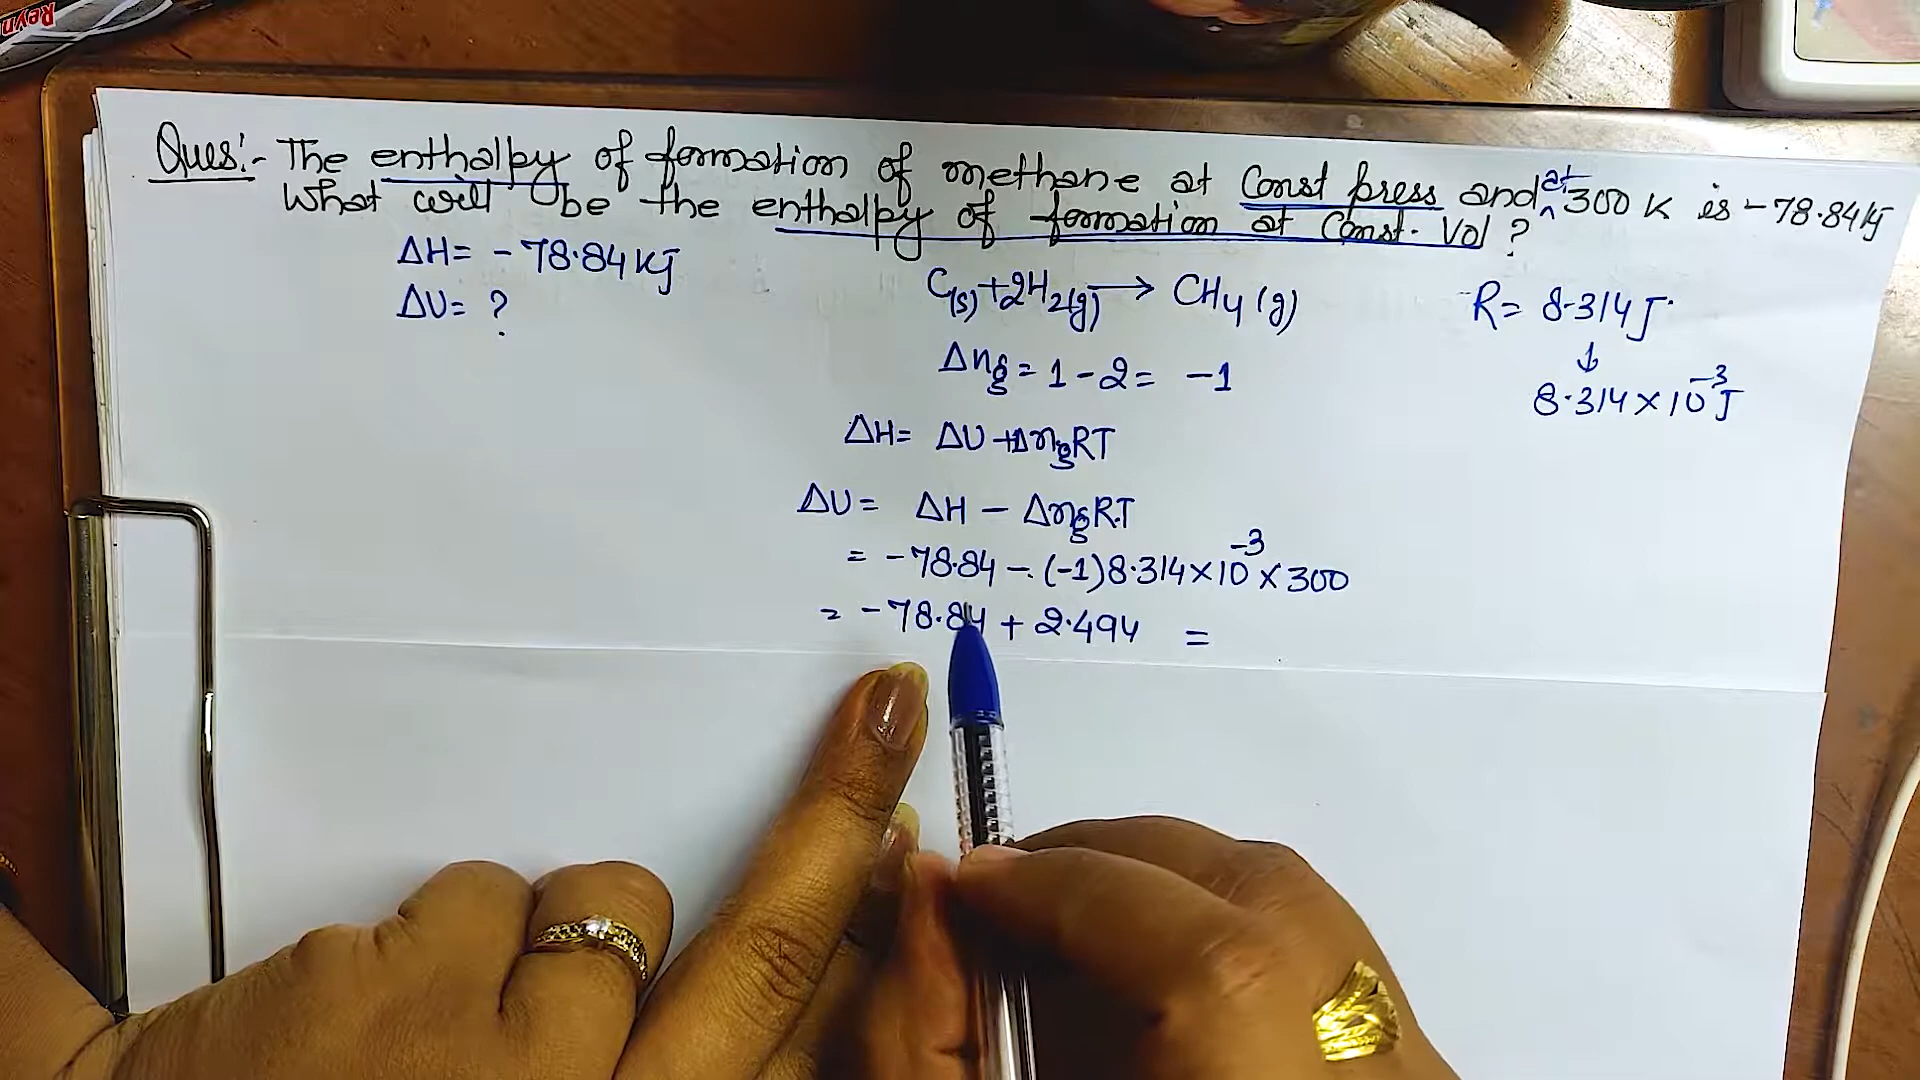 Reyn
Ques:- The enthalpy of formation of methane at Const press and at 300 K is -78.84 kJ
What will be the enthalpy of formation at Const. Vol ?
ΔH = -78.84 kJ
ΔU = ?
C(s) + 2H2(g) → CH4(g)
Δng = 1 - 2 = -1
ΔH = ΔU + ΔngRT
ΔU = ΔH - ΔngRT
= -78.84 - (-1) 8.314 × 10^-3 × 300
= -78.84 + 2.494 =
R = 8.314 J
↓
8.314 × 10^-3 J